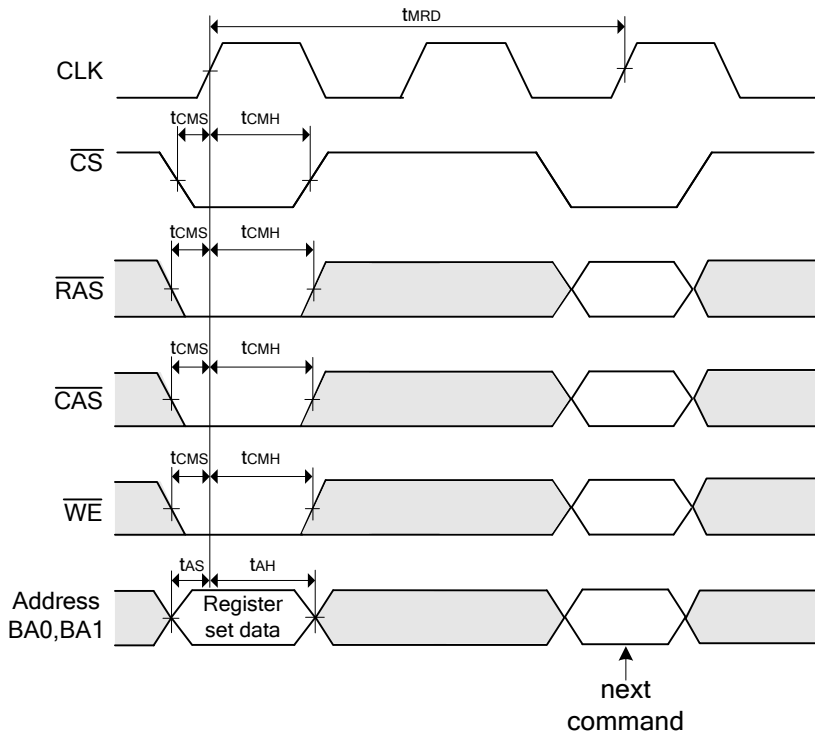 tMRD
CLK
tCMS tCMH
CS
tCMS tCMH
RAS
tCMS tCMH
CAS
tCMS tCMH
WE
tAS tAH
Address
BA0,BA1
Register
set data
next
command